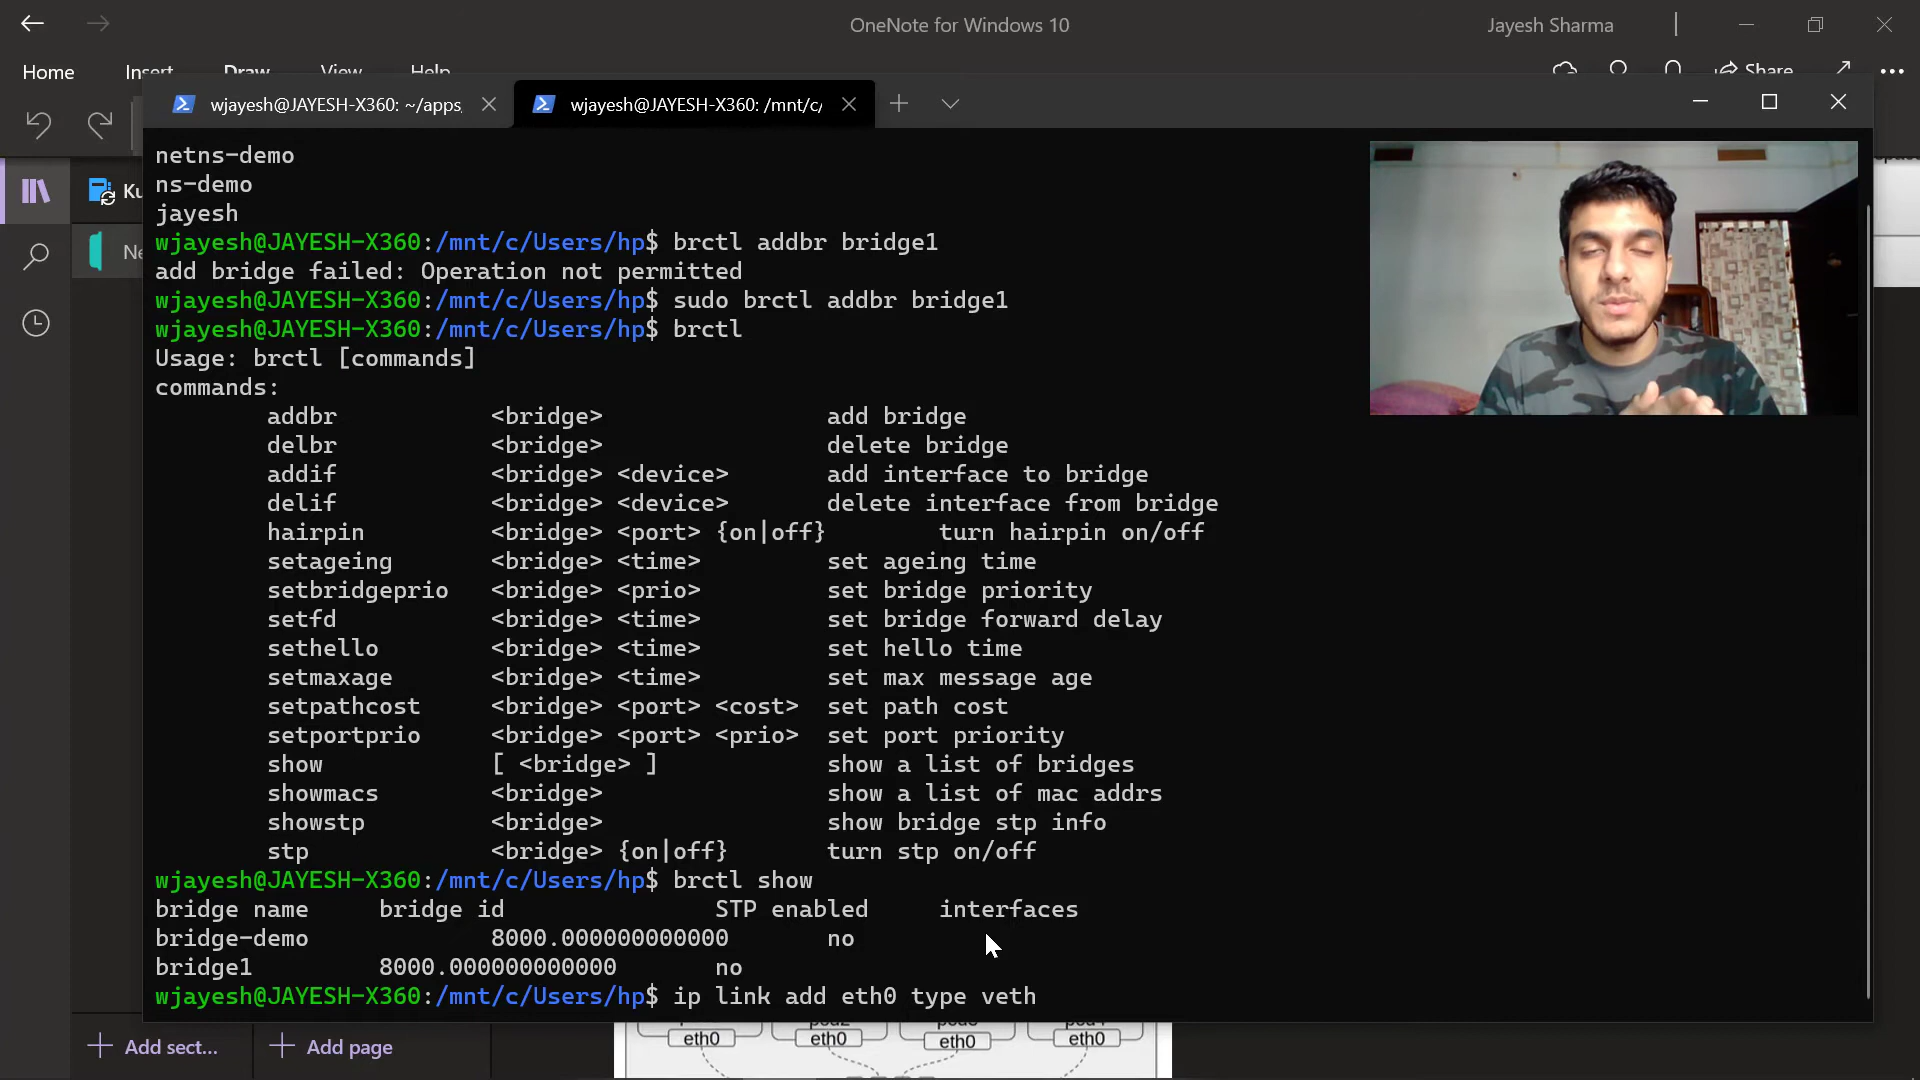 OneNote for Windows 10
Jayesh Sharma
Home Insert Draw View Help
Share
wjayesh@JAYESH-X360: ~/apps,
wjayesh@JAYESH-X360: /mnt/c/
Ku
Ne
netns-demo
ns-demo
jayesh
wjayesh@JAYESH-X360:/mnt/c/Users/hp$ brctl addbr bridge1
add bridge failed: Operation not permitted
wjayesh@JAYESH-X360:/mnt/c/Users/hp$ sudo brctl addbr bridge1
wjayesh@JAYESH-X360:/mnt/c/Users/hp$ brctl
Usage: brctl [commands]
commands:
addbr <bridge> add bridge
delbr <bridge> delete bridge
addif <bridge> <device> add interface to bridge
delif <bridge> <device> delete interface from bridge
hairpin <bridge> <port> {on|off} turn hairpin on/off
setageing <bridge> <time> set ageing time
setbridgeprio <bridge> <prio> set bridge priority
setfd <bridge> <time> set bridge forward delay
sethello <bridge> <time> set hello time
setmaxage <bridge> <time> set max message age
setpathcost <bridge> <port> <cost> set path cost
setportprio <bridge> <port> <prio> set port priority
show [ <bridge> ] show a list of bridges
showmacs <bridge> show a list of mac addrs
showstp <bridge> show bridge stp info
stp <bridge> {on|off} turn stp on/off
wjayesh@JAYESH-X360:/mnt/c/Users/hp$ brctl show
bridge name bridge id STP enabled interfaces
bridge-demo 8000.000000000000 no
bridge1 8000.000000000000 no
wjayesh@JAYESH-X360:/mnt/c/Users/hp$ ip link add eth0 type veth
eth0 eth0 eth0 eth0
Add sect... Add page